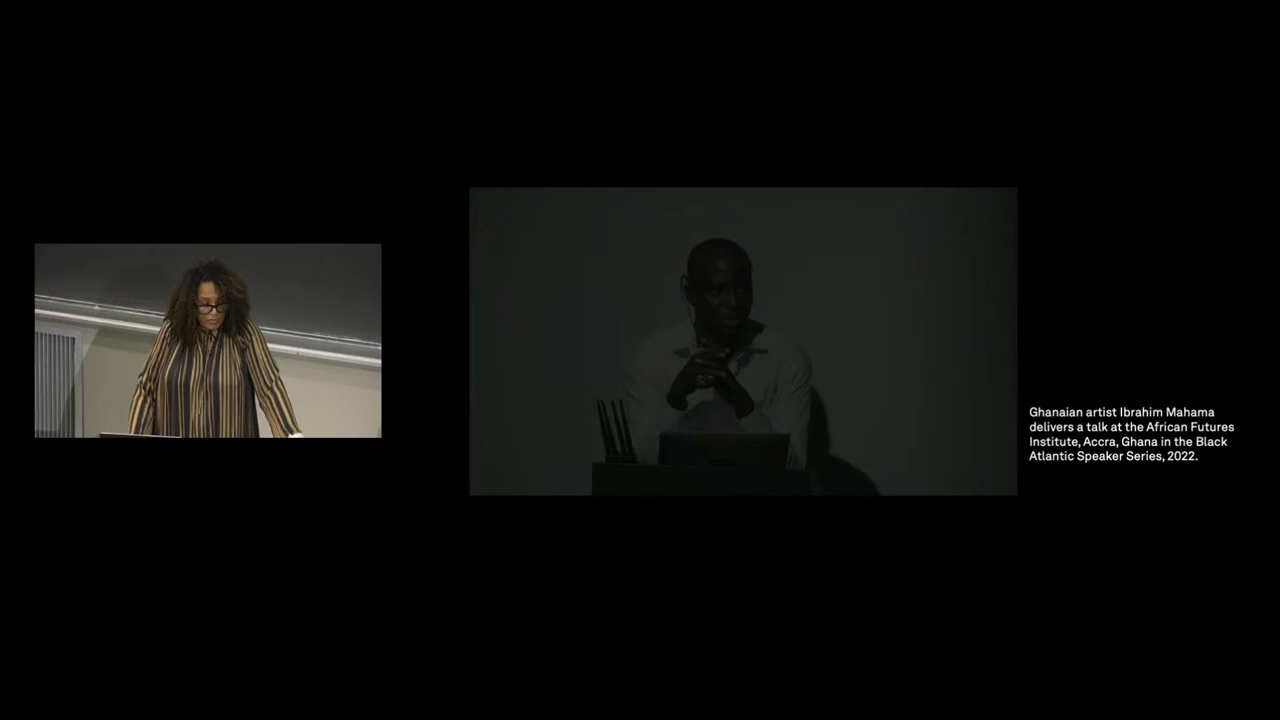 Ghanaian artist Ibrahim Mahama
delivers a talk at the African Futures
Institute, Accra, Ghana in the Black
Atlantic Speaker Series, 2022.